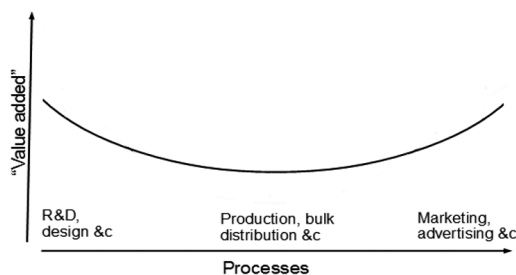 “Value added”
R&D,
design &c
Production, bulk
distribution &c
Marketing,
advertising &c
Processes